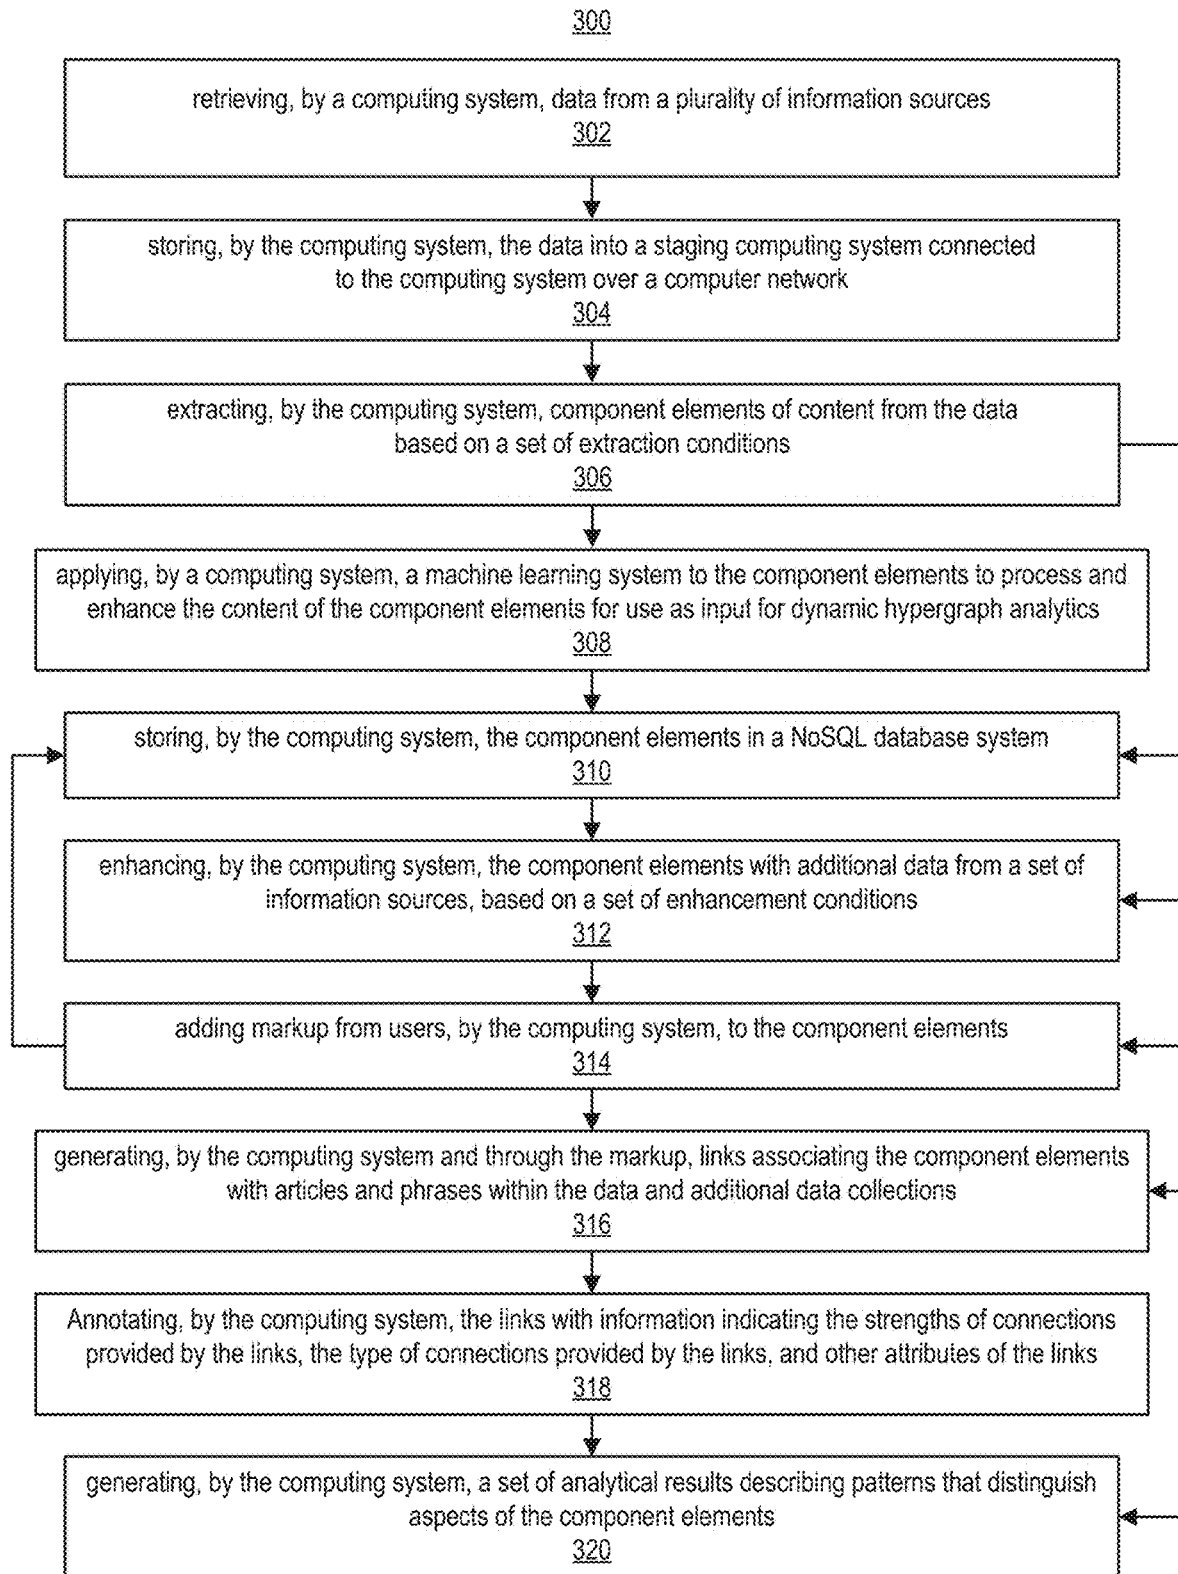 300
retrieving, by a computing system, data from a plurality of information sources
302
storing, by the computing system, the data into a staging computing system connected
to the computing system over a computer network
304
extracting, by the computing system, component elements of content from the data
based on a set of extraction conditions
306
applying, by a computing system, a machine learning system to the component elements to process and
enhance the content of the component elements for use as input for dynamic hypergraph analytics
308
storing, by the computing system, the component elements in a NoSQL database system
310
enhancing, by the computing system, the component elements with additional data from a set of
information sources, based on a set of enhancement conditions
312
adding markup from users, by the computing system, to the component elements
314
generating, by the computing system and through the markup, links associating the component elements
with articles and phrases within the data and additional data collections
316
Annotating, by the computing system, the links with information indicating the strengths of connections
provided by the links, the type of connections provided by the links, and other attributes of the links
318
generating, by the computing system, a set of analytical results describing patterns that distinguish
aspects of the component elements
320